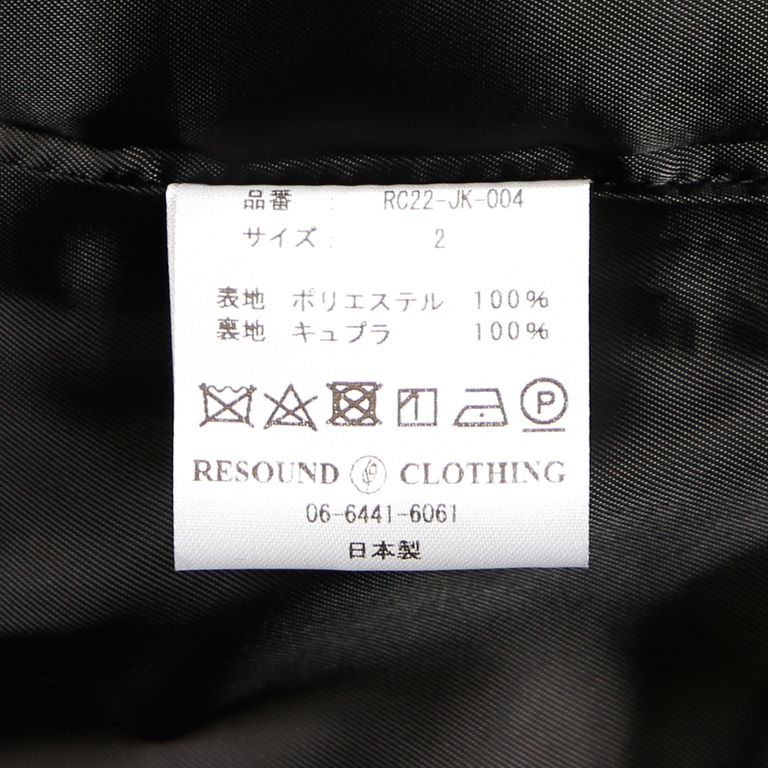 品番 : RC22-JK-004
サイズ : 2
表地 ポリエステル 100%
裏地 キュプラ 100%
P
RESOUND CLOTHING
06-6441-6061
日本製